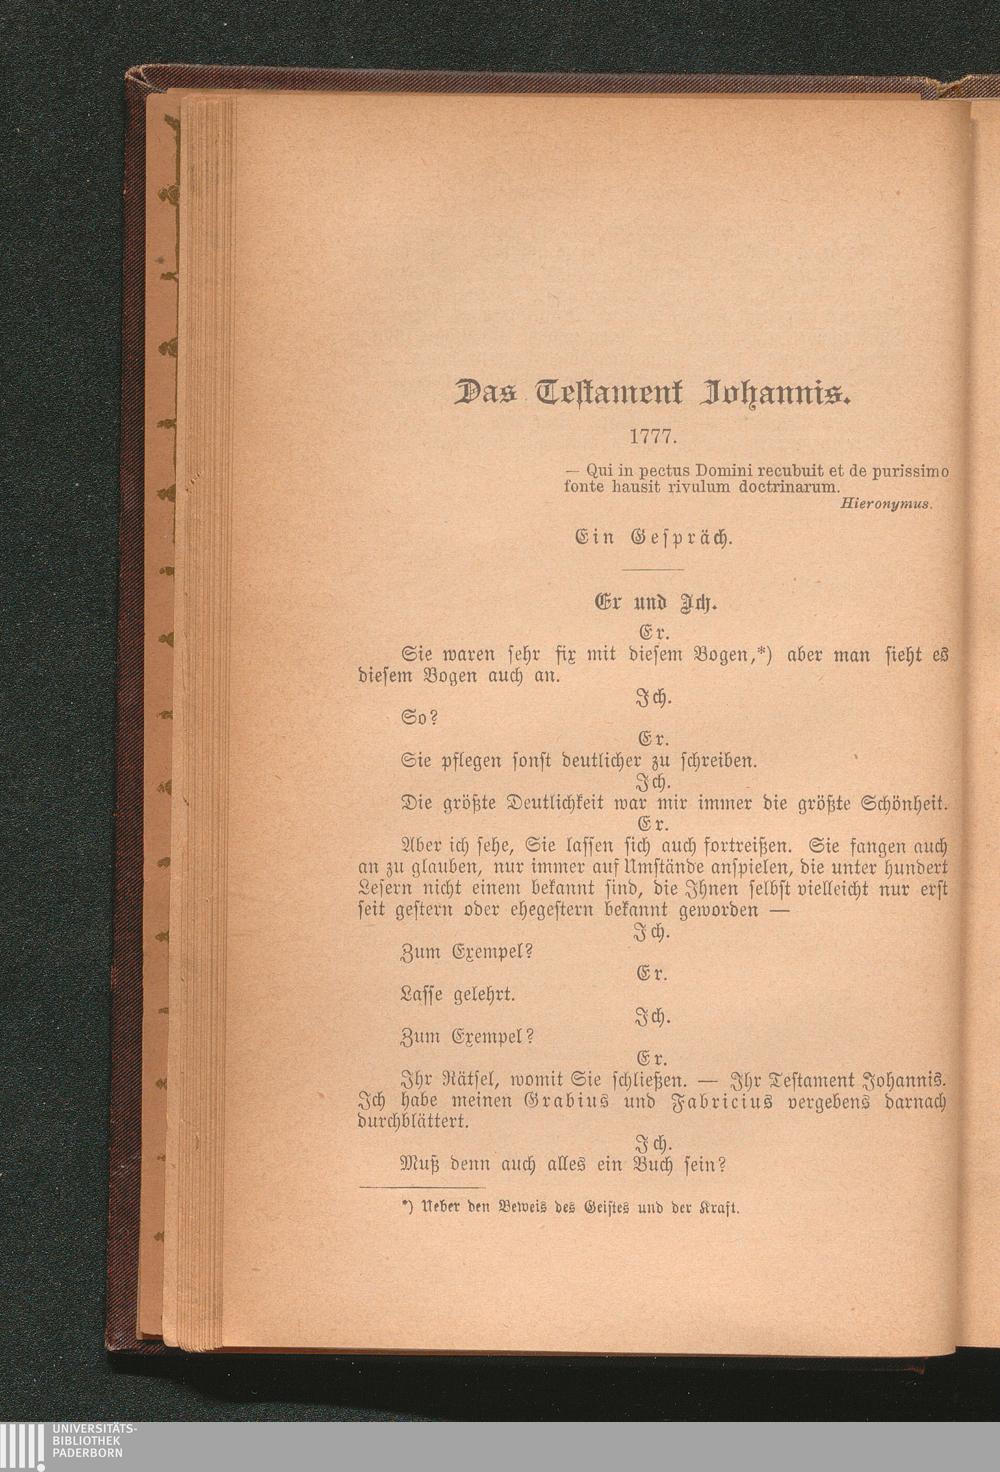 Das Testament Johannis.
1777.
— Qui in pectus Domini recubuit et de purissimo
fonte hausit rivulum doctrinarum.
Hieronymus.
Ein Gespräch.
Er und Ich.
Er.
Sie waren sehr fix mit diesem Bogen,*) aber man sieht es
diesem Bogen auch an.
Ich.
So?
Er.
Sie pflegen sonst deutlicher zu schreiben.
Ich.
Die größte Deutlichkeit war mir immer die größte Schönheit.
Er.
Aber ich sehe, Sie lassen sich auch fortreißen. Sie fangen auch
an zu glauben, nur immer auf Umstände anspielen, die unter hundert
Lesern nicht einem bekannt sind, die Ihnen selbst vielleicht nur erst
seit gestern oder ehegestern bekannt geworden —
Ich.
Zum Exempel?
Er.
Lasse gelehrt.
Ich.
Zum Exempel?
Er.
Ihr Rätsel, womit Sie schließen. — Ihr Testament Johannis.
Ich habe meinen Grabius und Fabricius vergebens darnach
durchblättert.
Ich.
Muß denn auch alles ein Buch sein?
*) Ueber den Beweis des Geistes und der Kraft.
UNIVERSITÄTS-
BIBLIOTHEK
PADERBORN